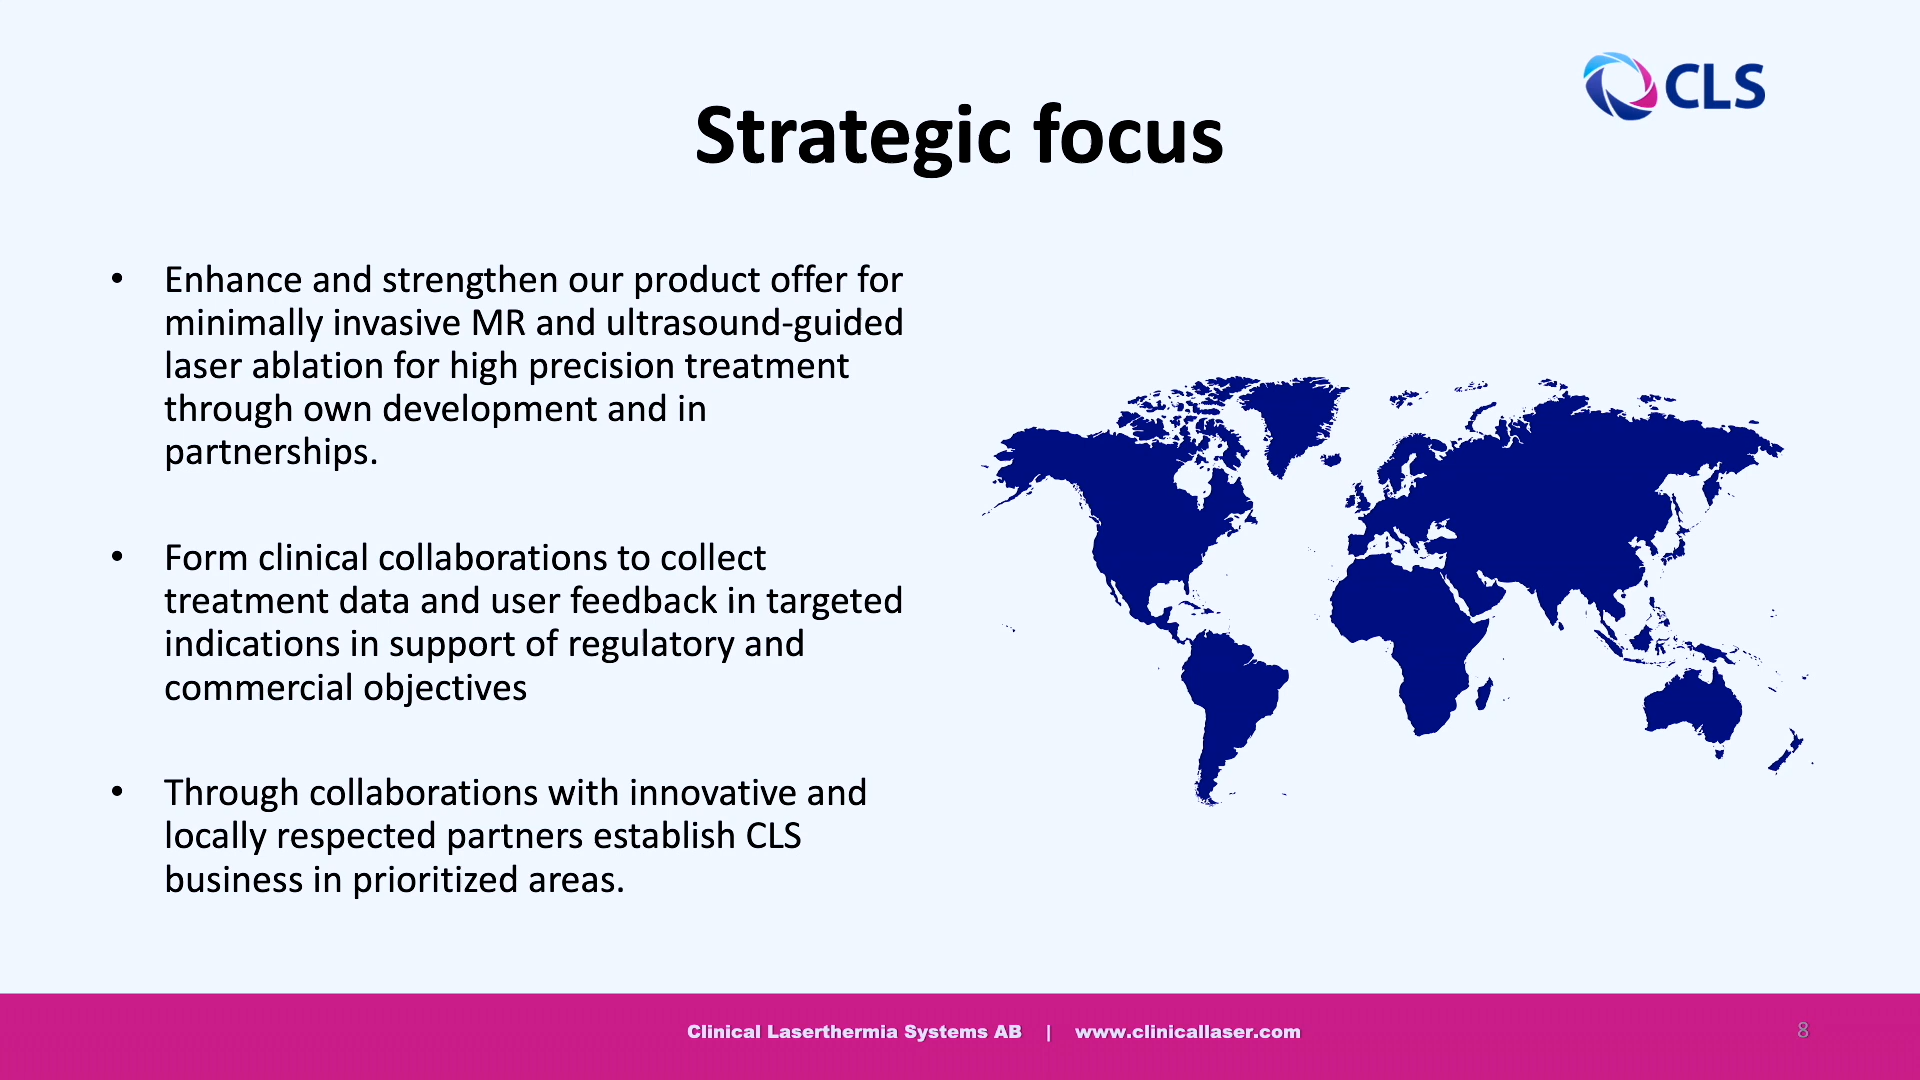 CLS
Strategic focus
• Enhance and strengthen our product offer for
minimally invasive MR and ultrasound-guided
laser ablation for high precision treatment
through own development and in
partnerships.
• Form clinical collaborations to collect
treatment data and user feedback in targeted
indications in support of regulatory and
commercial objectives
• Through collaborations with innovative and
locally respected partners establish CLS
business in prioritized areas.
Clinical Laserthermia Systems AB | www.clinicallaser.com
8